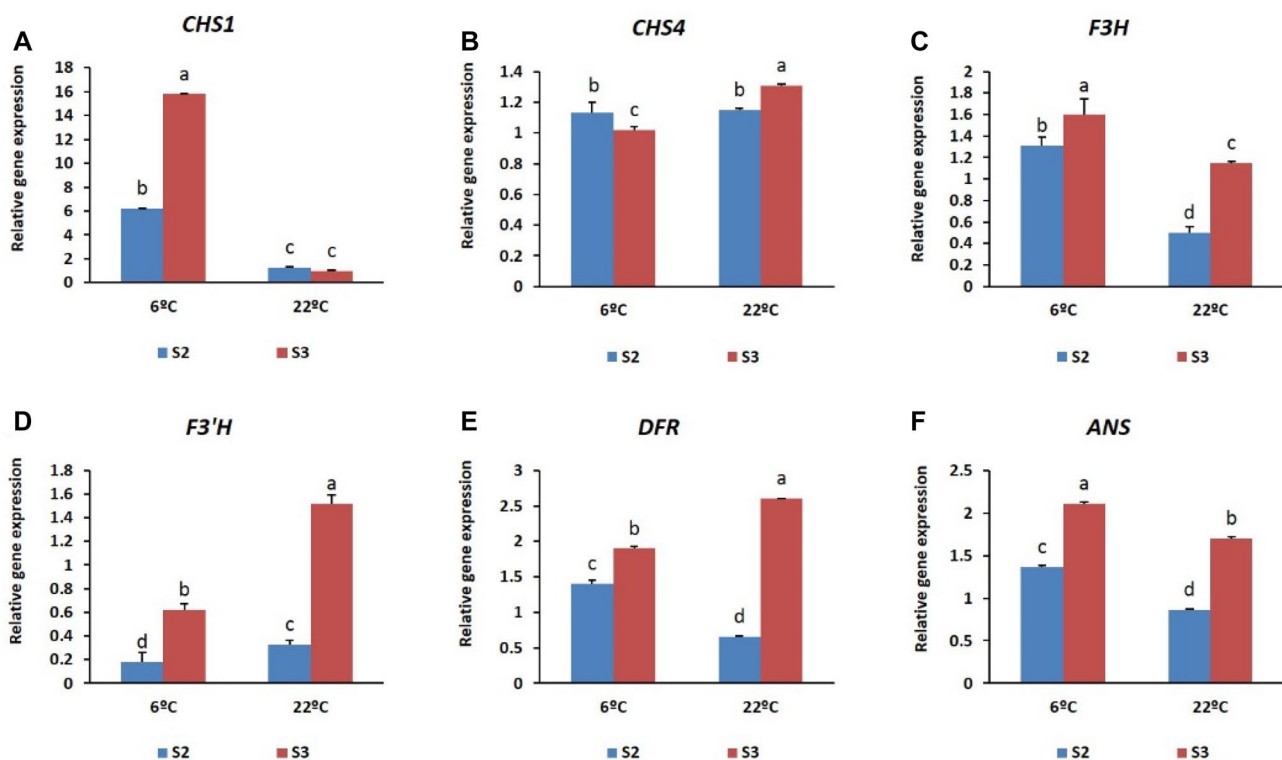 A
CHS1
Relative gene expression
18
16
14
12
10
8
6
4
2
0
b
a
c
c
6ºC
22ºC
S2
S3
B
CHS4
Relative gene expression
1.4
1.2
1
0.8
0.6
0.4
0.2
0
b
c
b
a
6ºC
22ºC
S2
S3
C
F3H
Relative gene expression
2
1.8
1.6
1.4
1.2
1
0.8
0.6
0.4
0.2
0
b
a
d
c
6ºC
22ºC
S2
S3
D
F3'H
Relative gene expression
1.8
1.6
1.4
1.2
1
0.8
0.6
0.4
0.2
0
d
b
c
a
6ºC
22ºC
S2
S3
E
DFR
Relative gene expression
3
2.5
2
1.5
1
0.5
0
c
b
d
a
6ºC
22ºC
S2
S3
F
ANS
Relative gene expression
2.5
2
1.5
1
0.5
0
c
a
d
b
6ºC
22ºC
S2
S3